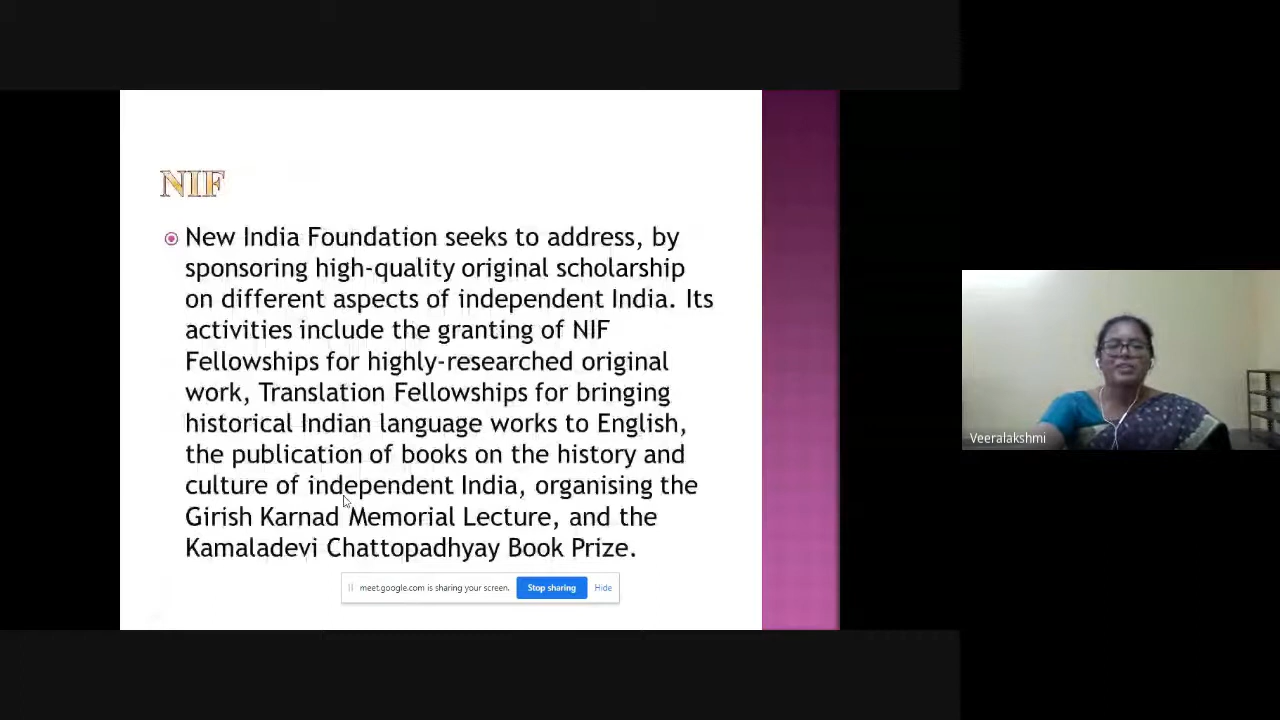 NIF
New India Foundation seeks to address, by
sponsoring high-quality original scholarship
on different aspects of independent India. Its
activities include the granting of NIF
Fellowships for highly-researched original
work, Translation Fellowships for bringing
historical Indian language works to English,
the publication of books on the history and
culture of independent India, organising the
Girish Karnad Memorial Lecture, and the
Kamaladevi Chattopadhyay Book Prize.
meet.google.com is sharing your screen. Stop sharing Hide
Veeralakshmi